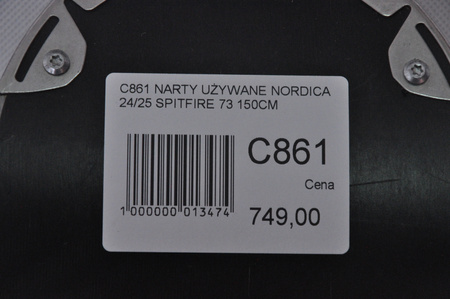 C861 NARTY UŻYWANE NORDICA
24/25 SPITFIRE 73 150CM
C861
Cena
1 000000 013474
749,00